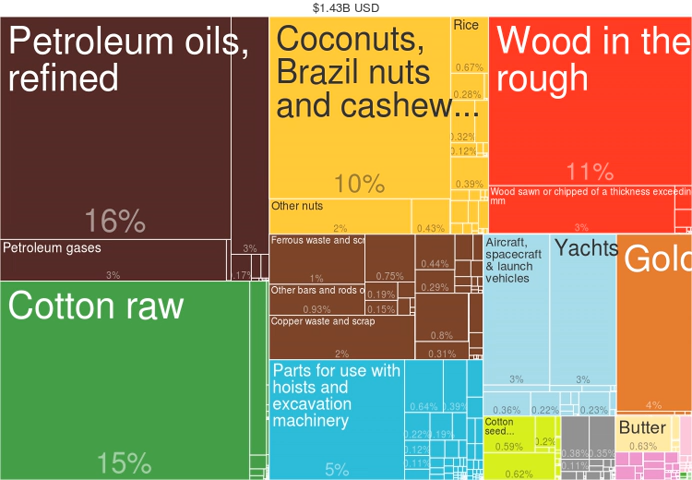 $1.43B USD
Petroleum oils,
refined
16%
3%
Petroleum gases
3%
.17%
Cotton raw
15%
Coconuts,
Brazil nuts
and cashew...
10%
Other nuts
2%
0.43%
Rice
0.67%
0.28%
0.32%
0.12%
0.39%
Wood in the
rough
11%
Wood sawn or chipped of a thickness exceedin
mm
3%
Ferrous waste and scr
1%
0.75%
0.44%
Other bars and rods o
0.93%
0.19%
0.15%
0.29%
Copper waste and scrap
2%
0.8%
0.31%
Parts for use with
hoists and
excavation
machinery
5%
0.64%
0.39%
0.22%
0.19%
0.12%
0.11%
Aircraft,
spacecraft
& launch
vehicles
3%
Yachts
3%
0.36%
0.22%
0.23%
Gold
4%
Cotton
seed...
0.59%
0.2%
0.62%
0.38%
0.35%
0.11%
Butter
0.63%